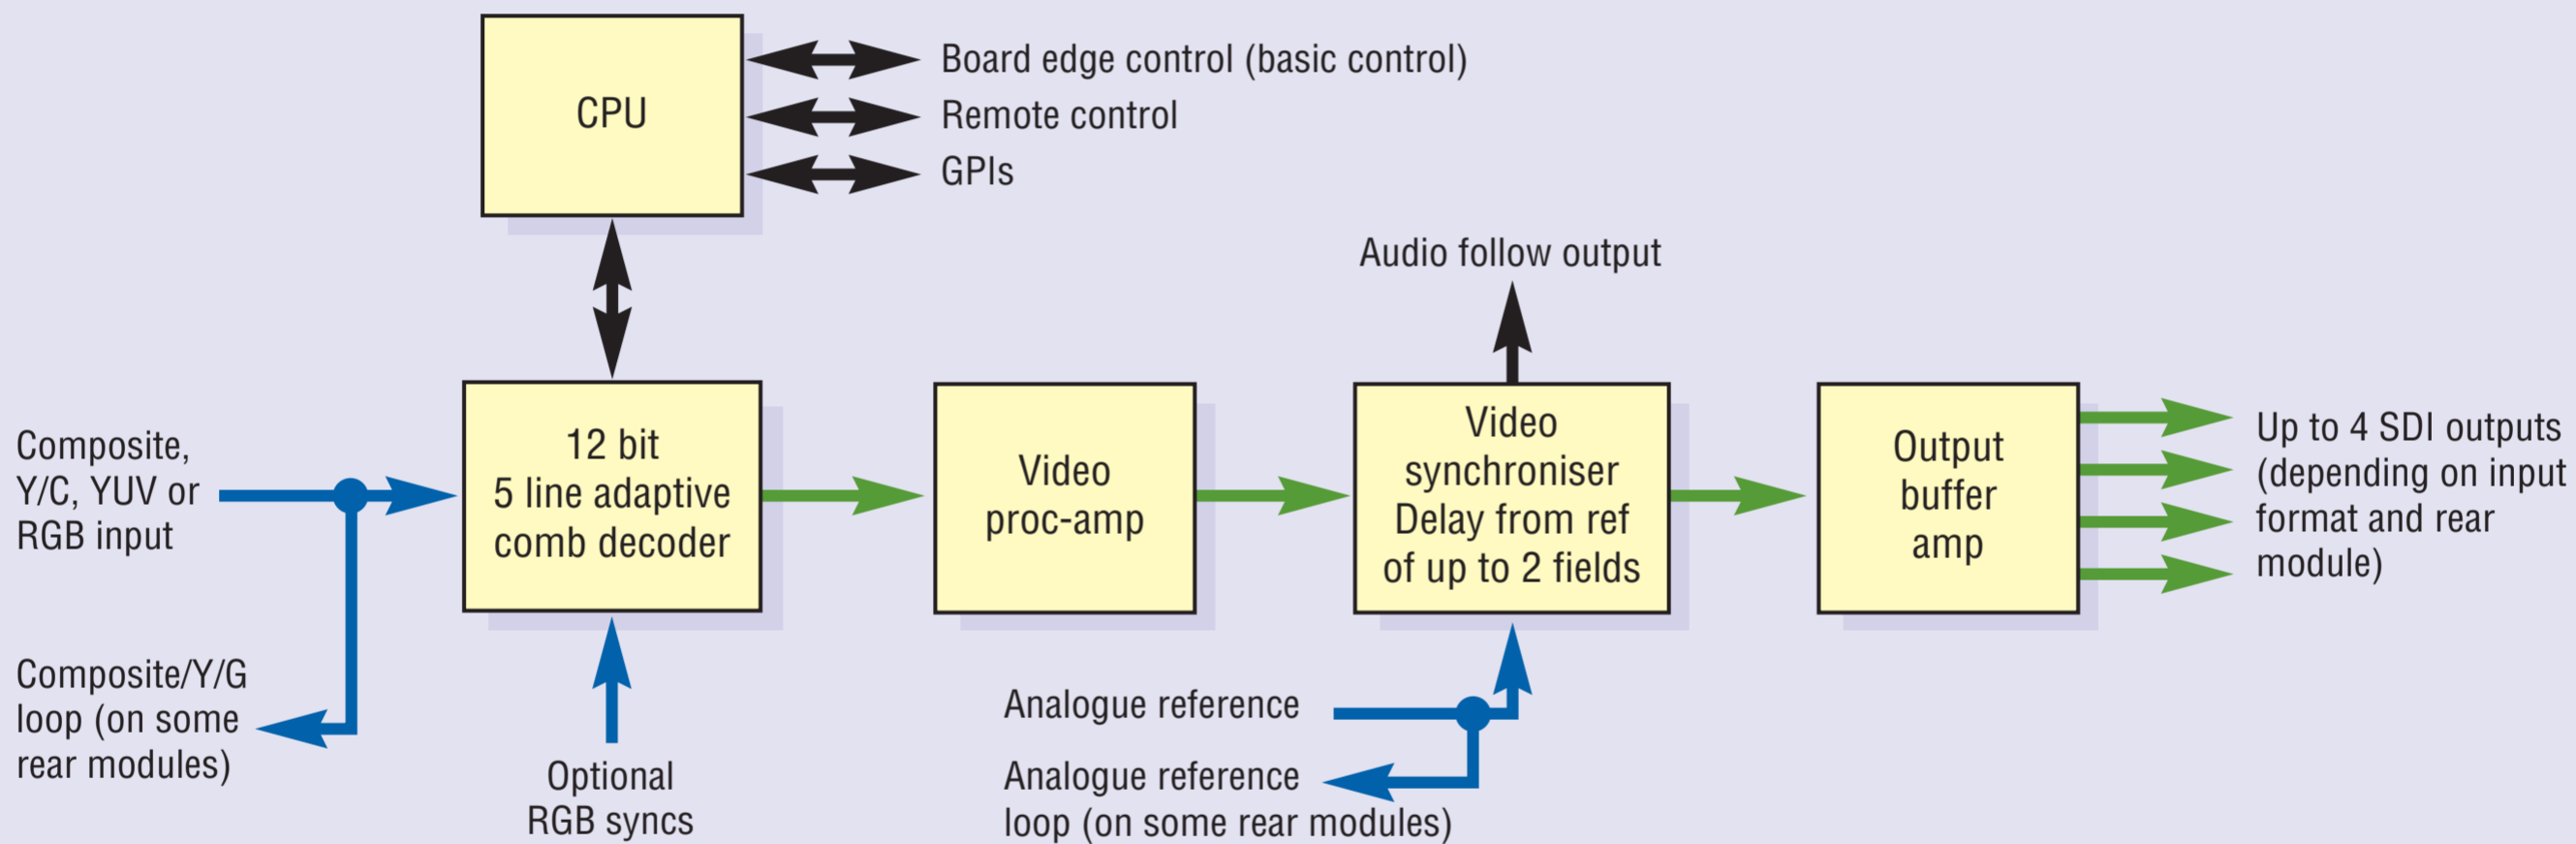 CPU
Board edge control (basic control)
Remote control
GPIs
Audio follow output
Composite,
Y/C, YUV or
RGB input
12 bit
5 line adaptive
comb decoder
Video
proc-amp
Video
synchroniser
Delay from ref
of up to 2 fields
Output
buffer
amp
Up to 4 SDI outputs
(depending on input
format and rear
module)
Composite/Y/G
loop (on some
rear modules)
Optional
RGB syncs
Analogue reference
Analogue reference
loop (on some rear modules)